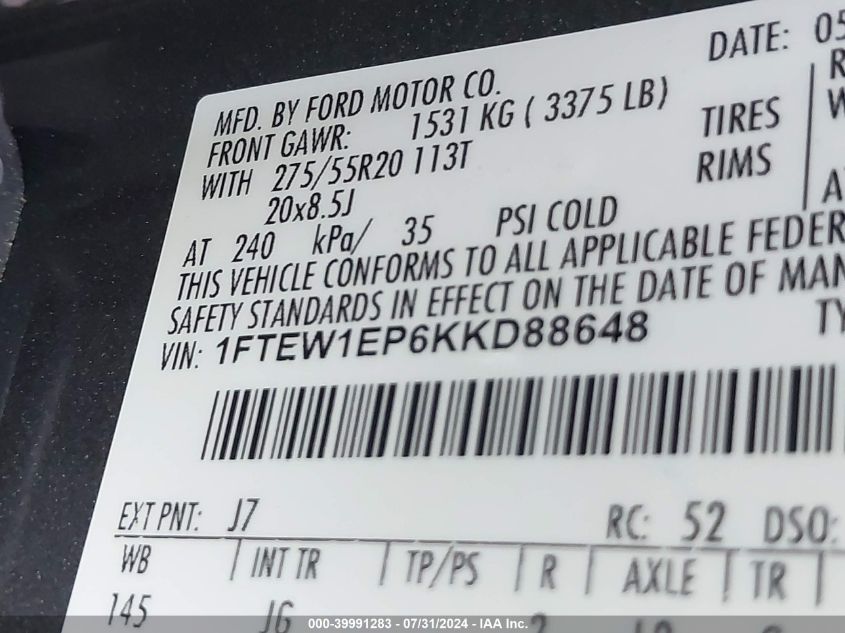 DATE: 05
MFD. BY FORD MOTOR CO.
FRONT GAWR: 1531 KG ( 3375 LB)
WITH 275/55R20 113T TIRES
20x8.5J RIMS
AT 240 kPa/ 35 PSI COLD
THIS VEHICLE CONFORMS TO ALL APPLICABLE FEDER
SAFETY STANDARDS IN EFFECT ON THE DATE OF MAN
VIN: 1FTEW1EP6KKD88648 TY
EXT PNT: J7 RC: 52 DSO:
WB INT TR TP/PS R AXLE TR
145 JG
000-39991283 - 07/31/2024 - IAA Inc.